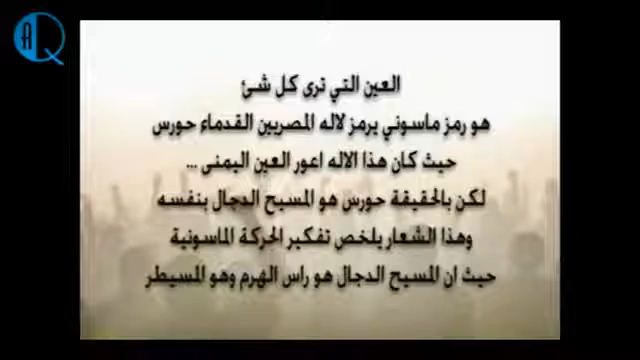 AQ
العين التي ترى كل شئ
هو رمز ماسوني يرمز لاله المصريين القدماء حورس
حيث كان هذا الاله اعور العين اليمنى ...
لكن بالحقيقة حورس هو المسيح الدجال بنفسه
وهذا الشعار يلخص تفكير الحركة الماسونية
حيث ان المسيح الدجال هو راس الهرم وهو المسيطر